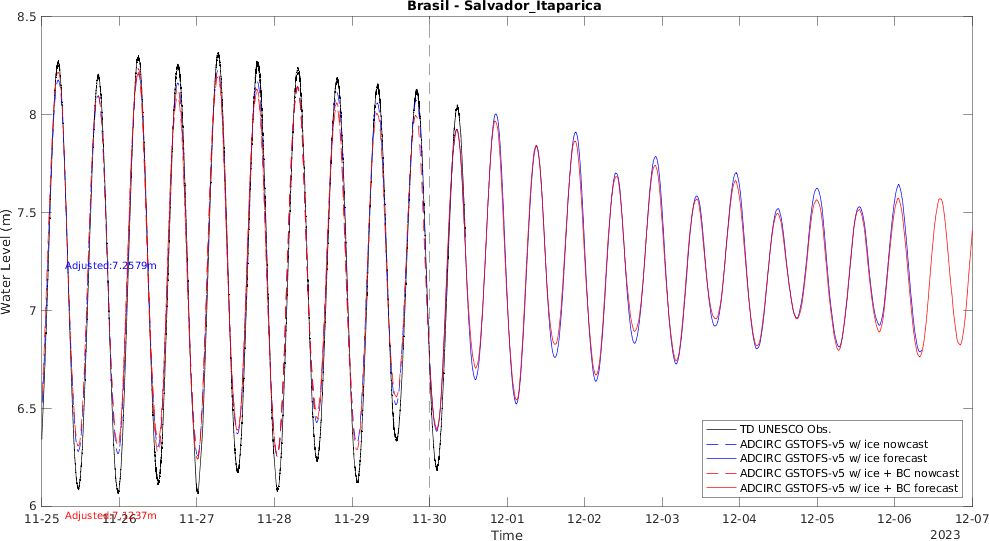 Brasil - Salvador_Itaparica
8.5
8
7.5
7
6.5
6
Water Level (m)
Adjusted:7.2579m
Adjusted:7.1237m
TD UNESCO Obs.
ADCIRC GSTOFS-v5 w/ ice nowcast
ADCIRC GSTOFS-v5 w/ ice forecast
ADCIRC GSTOFS-v5 w/ ice + BC nowcast
ADCIRC GSTOFS-v5 w/ ice + BC forecast
11-25 11-26 11-27 11-28 11-29 11-30 12-01 12-02 12-03 12-04 12-05 12-06 12-07
Time
2023